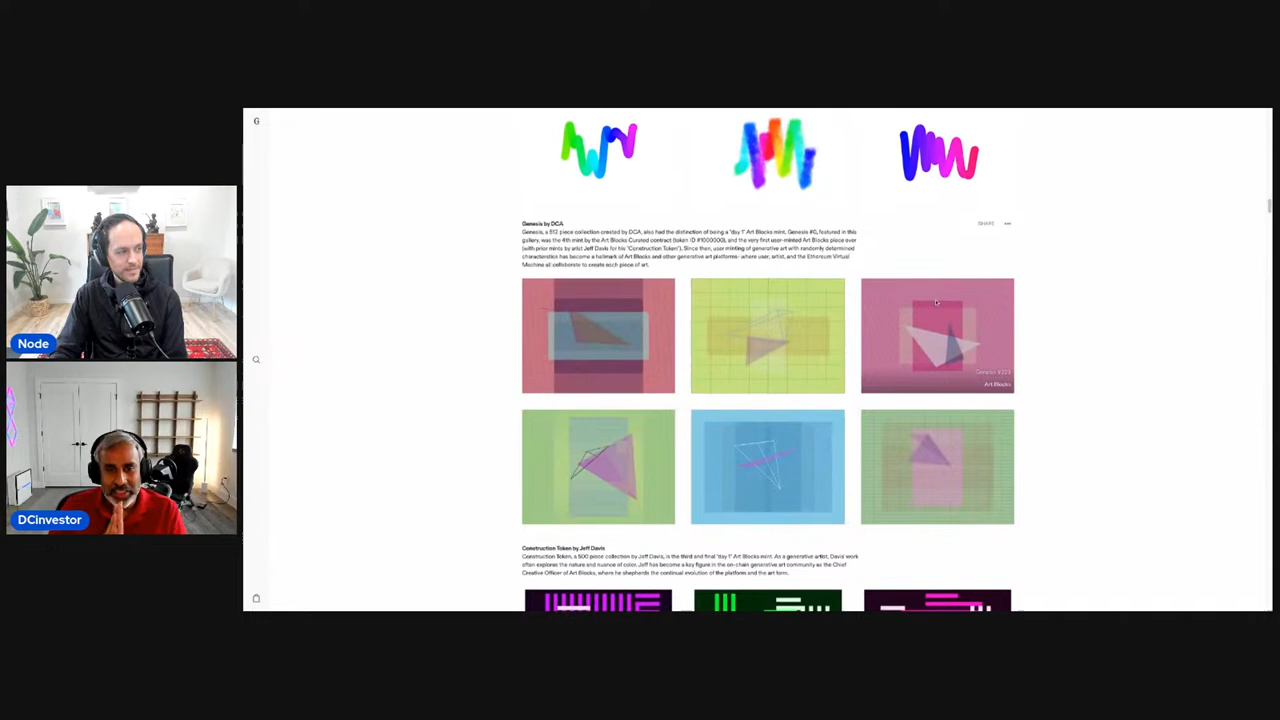 G
Genesis by DCA
SHARE
Genesis, a 512 piece collection created by DCA, also had the distinction of being a "day 1" Art Blocks mint. Genesis #0, featured in this
gallery, was the 4th mint by the Art Blocks Curated contract (token ID #1000000), and the very first user-minted Art Blocks piece ever
(with prior mints by artist Jeff Davis for his "Construction Token"). Since then, user minting of generative art with randomly determined
characteristics has become a hallmark of Art Blocks and other generative art platforms- where user, artist, and the Ethereum Virtual
Machine all collaborate to create each piece of art.
Genesis #223
Art Blocks
Construction Token by Jeff Davis
Construction Token, a 500 piece collection by Jeff Davis, is the third and final "day 1" Art Blocks mint. As a generative artist, Davis' work
often explores the nature and nuance of color. Jeff has become a key figure in the on-chain generative art community as the Chief
Creative Officer of Art Blocks, where he shepherds the continual evolution of the platform and the art form.
Node
DCinvestor